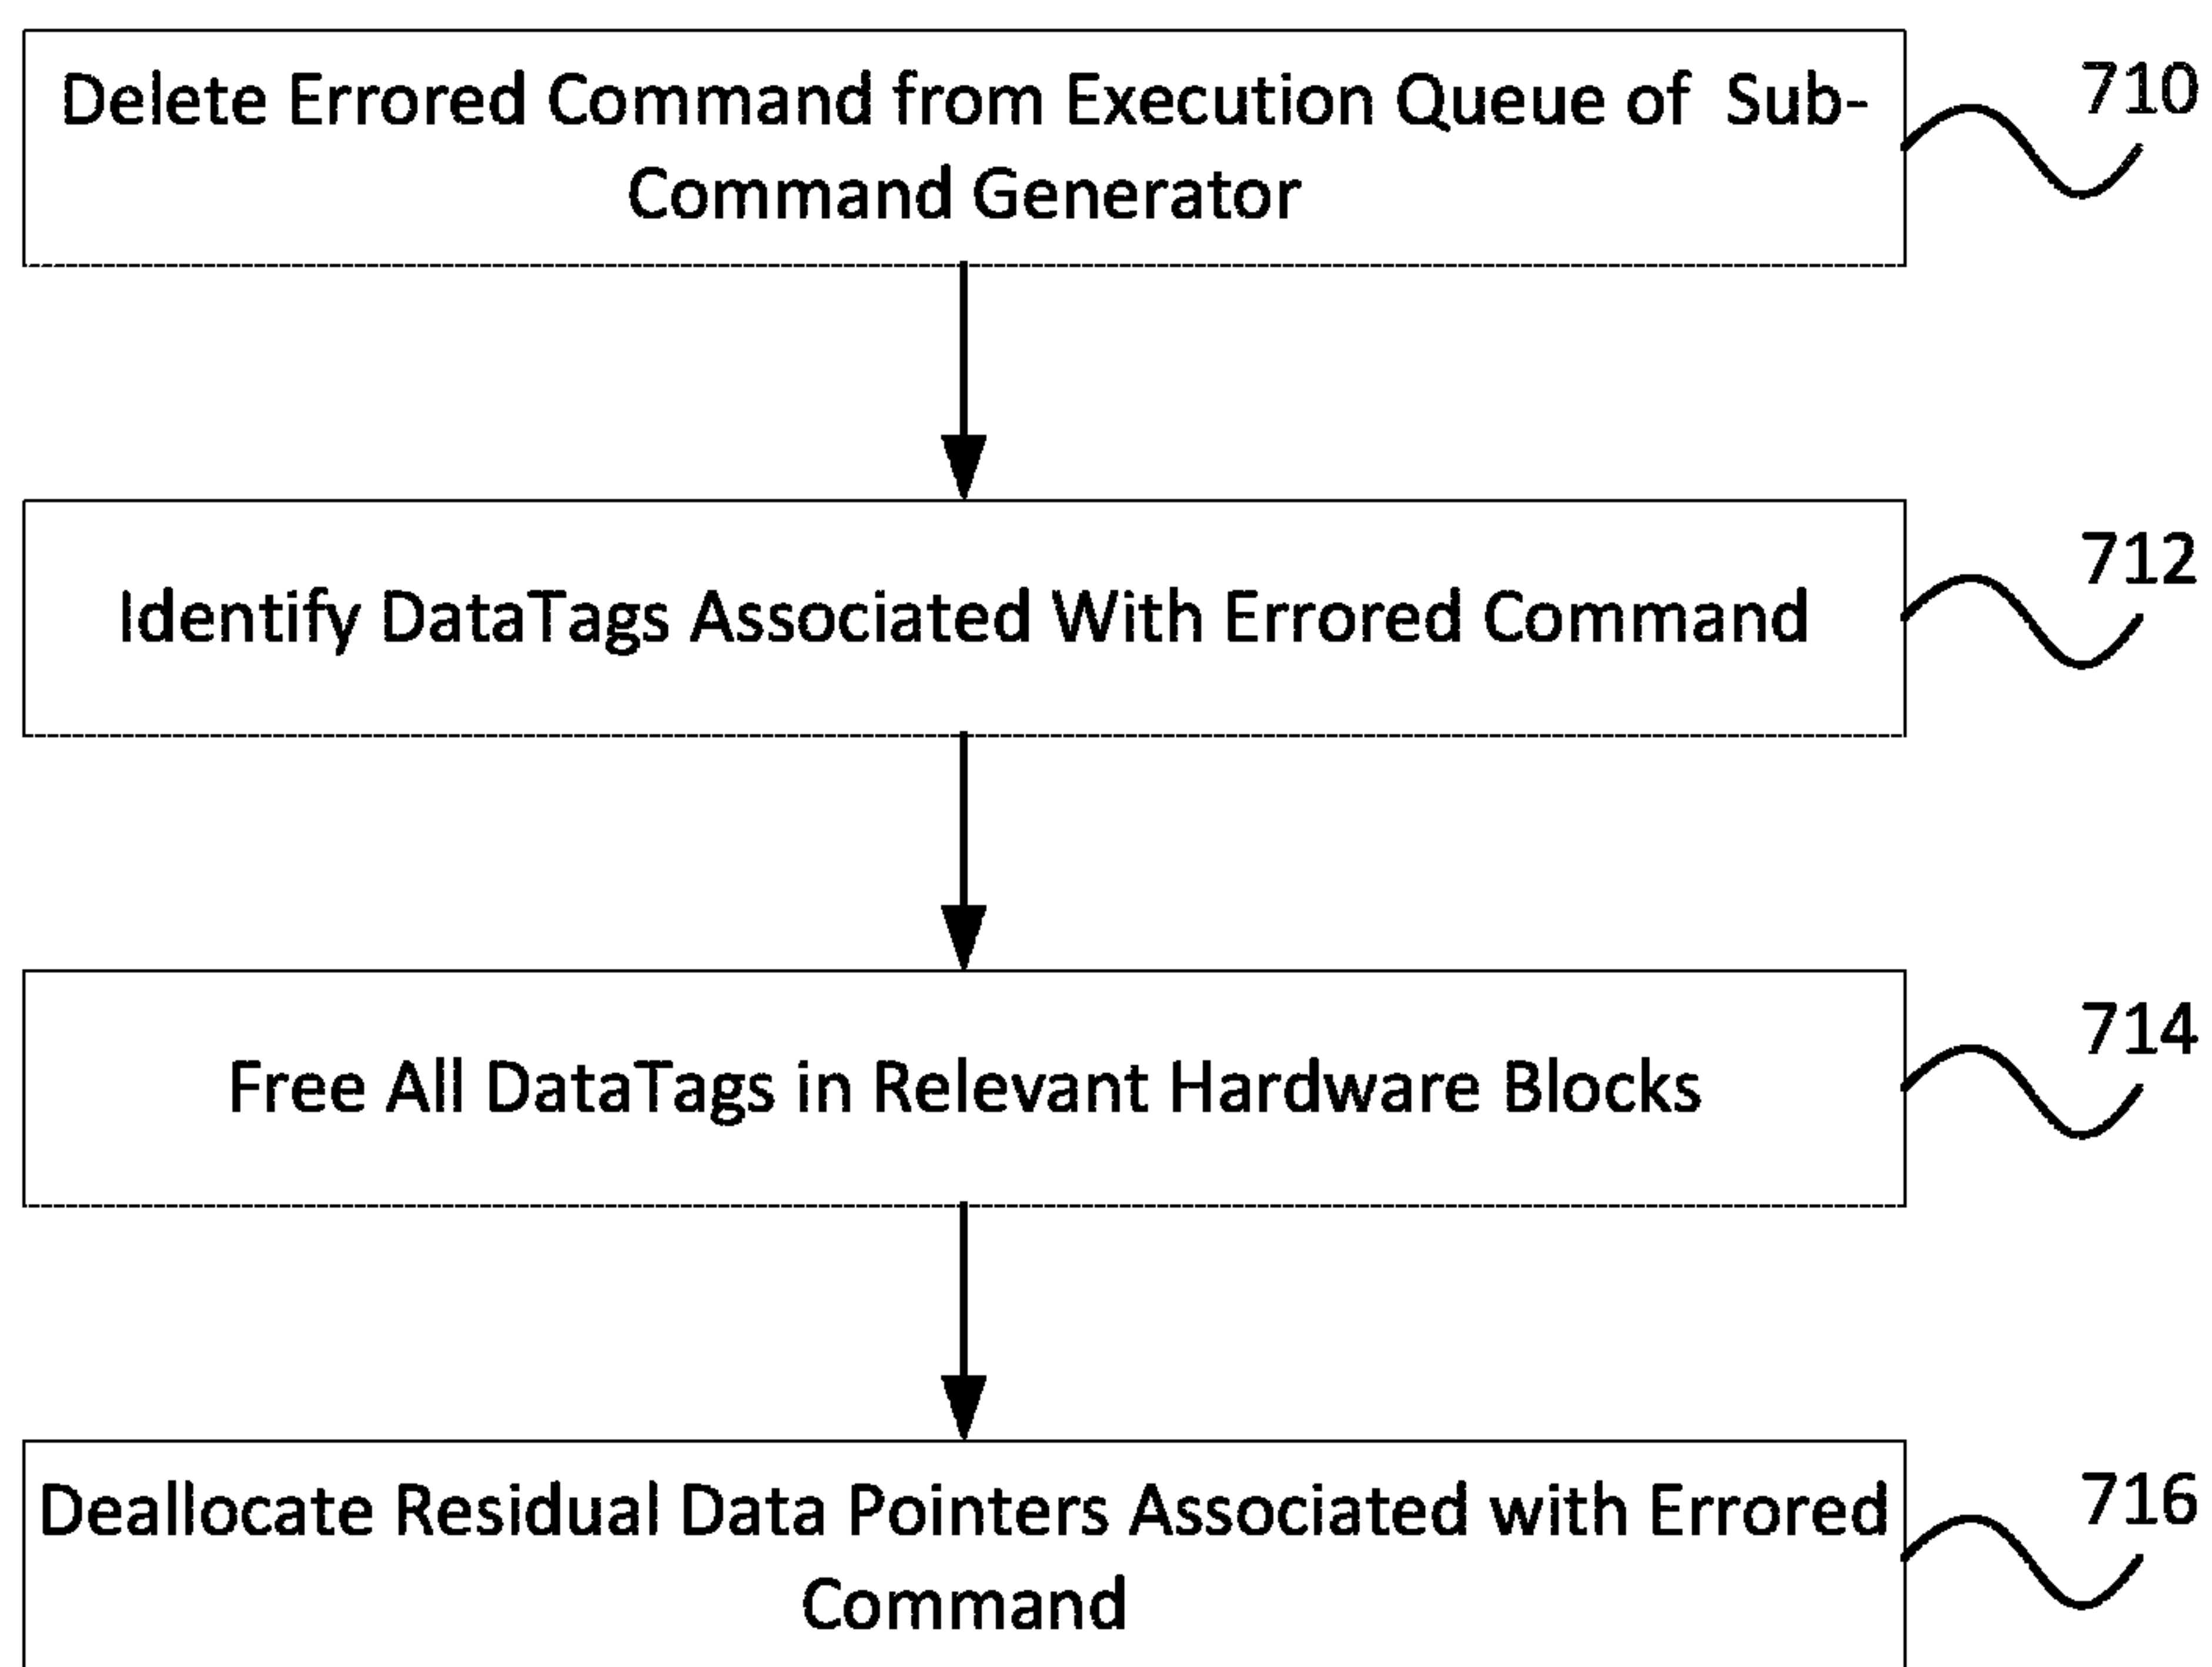 Delete Errored Command from Execution Queue of Sub-
Command Generator
710
Identify DataTags Associated With Errored Command
712
Free All DataTags in Relevant Hardware Blocks
714
Deallocate Residual Data Pointers Associated with Errored
Command
716